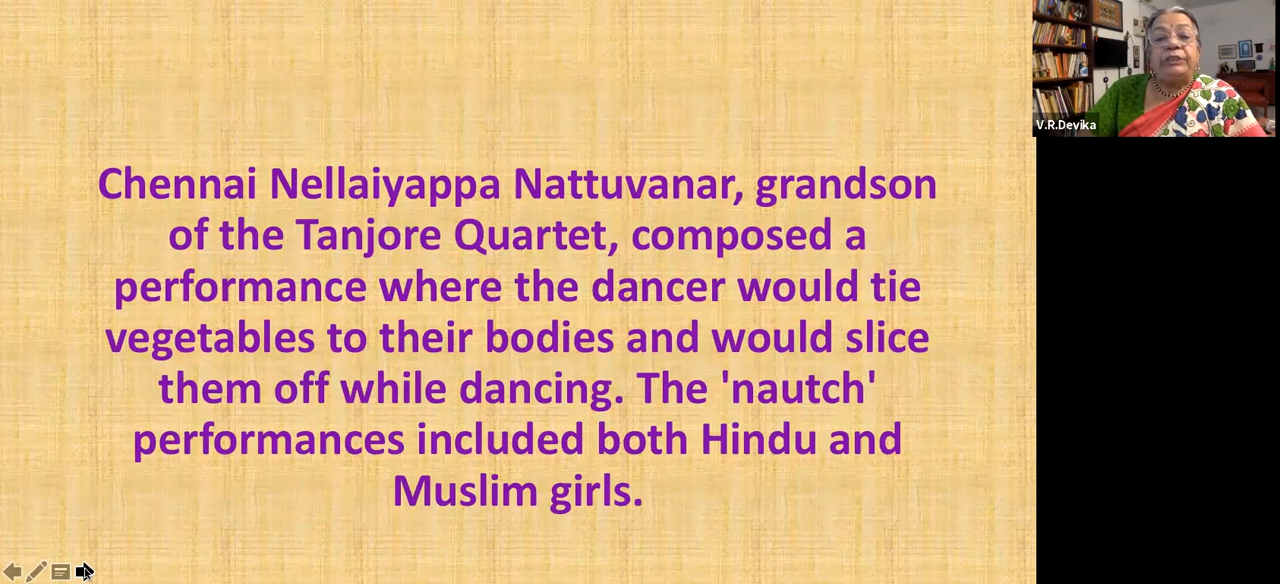 Chennai Nellaiyappa Nattuvanar, grandson
of the Tanjore Quartet, composed a
performance where the dancer would tie
vegetables to their bodies and would slice
them off while dancing. The 'nautch'
performances included both Hindu and
Muslim girls.
V.R.Devika